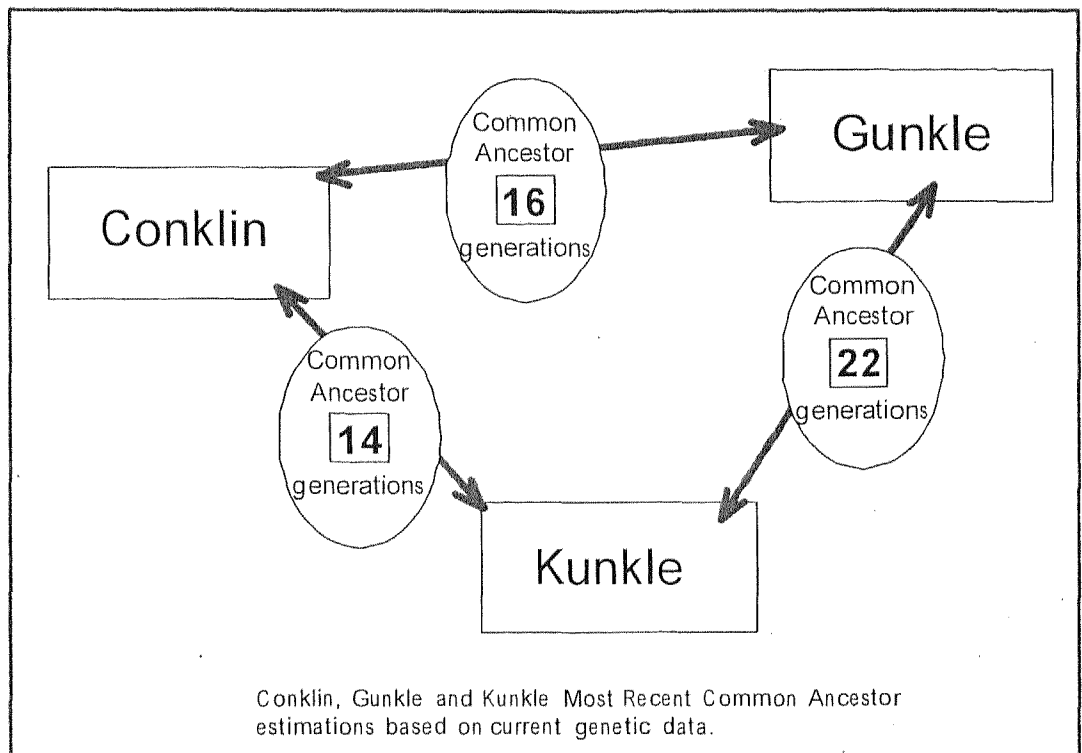 Common
Ancestor
16
generations
Gunkle
Conklin
Common
Ancestor
22
generations
Common
Ancestor
14
generations
Kunkle
Conklin, Gunkle and Kunkle Most Recent Common Ancestor
estimations based on current genetic data.